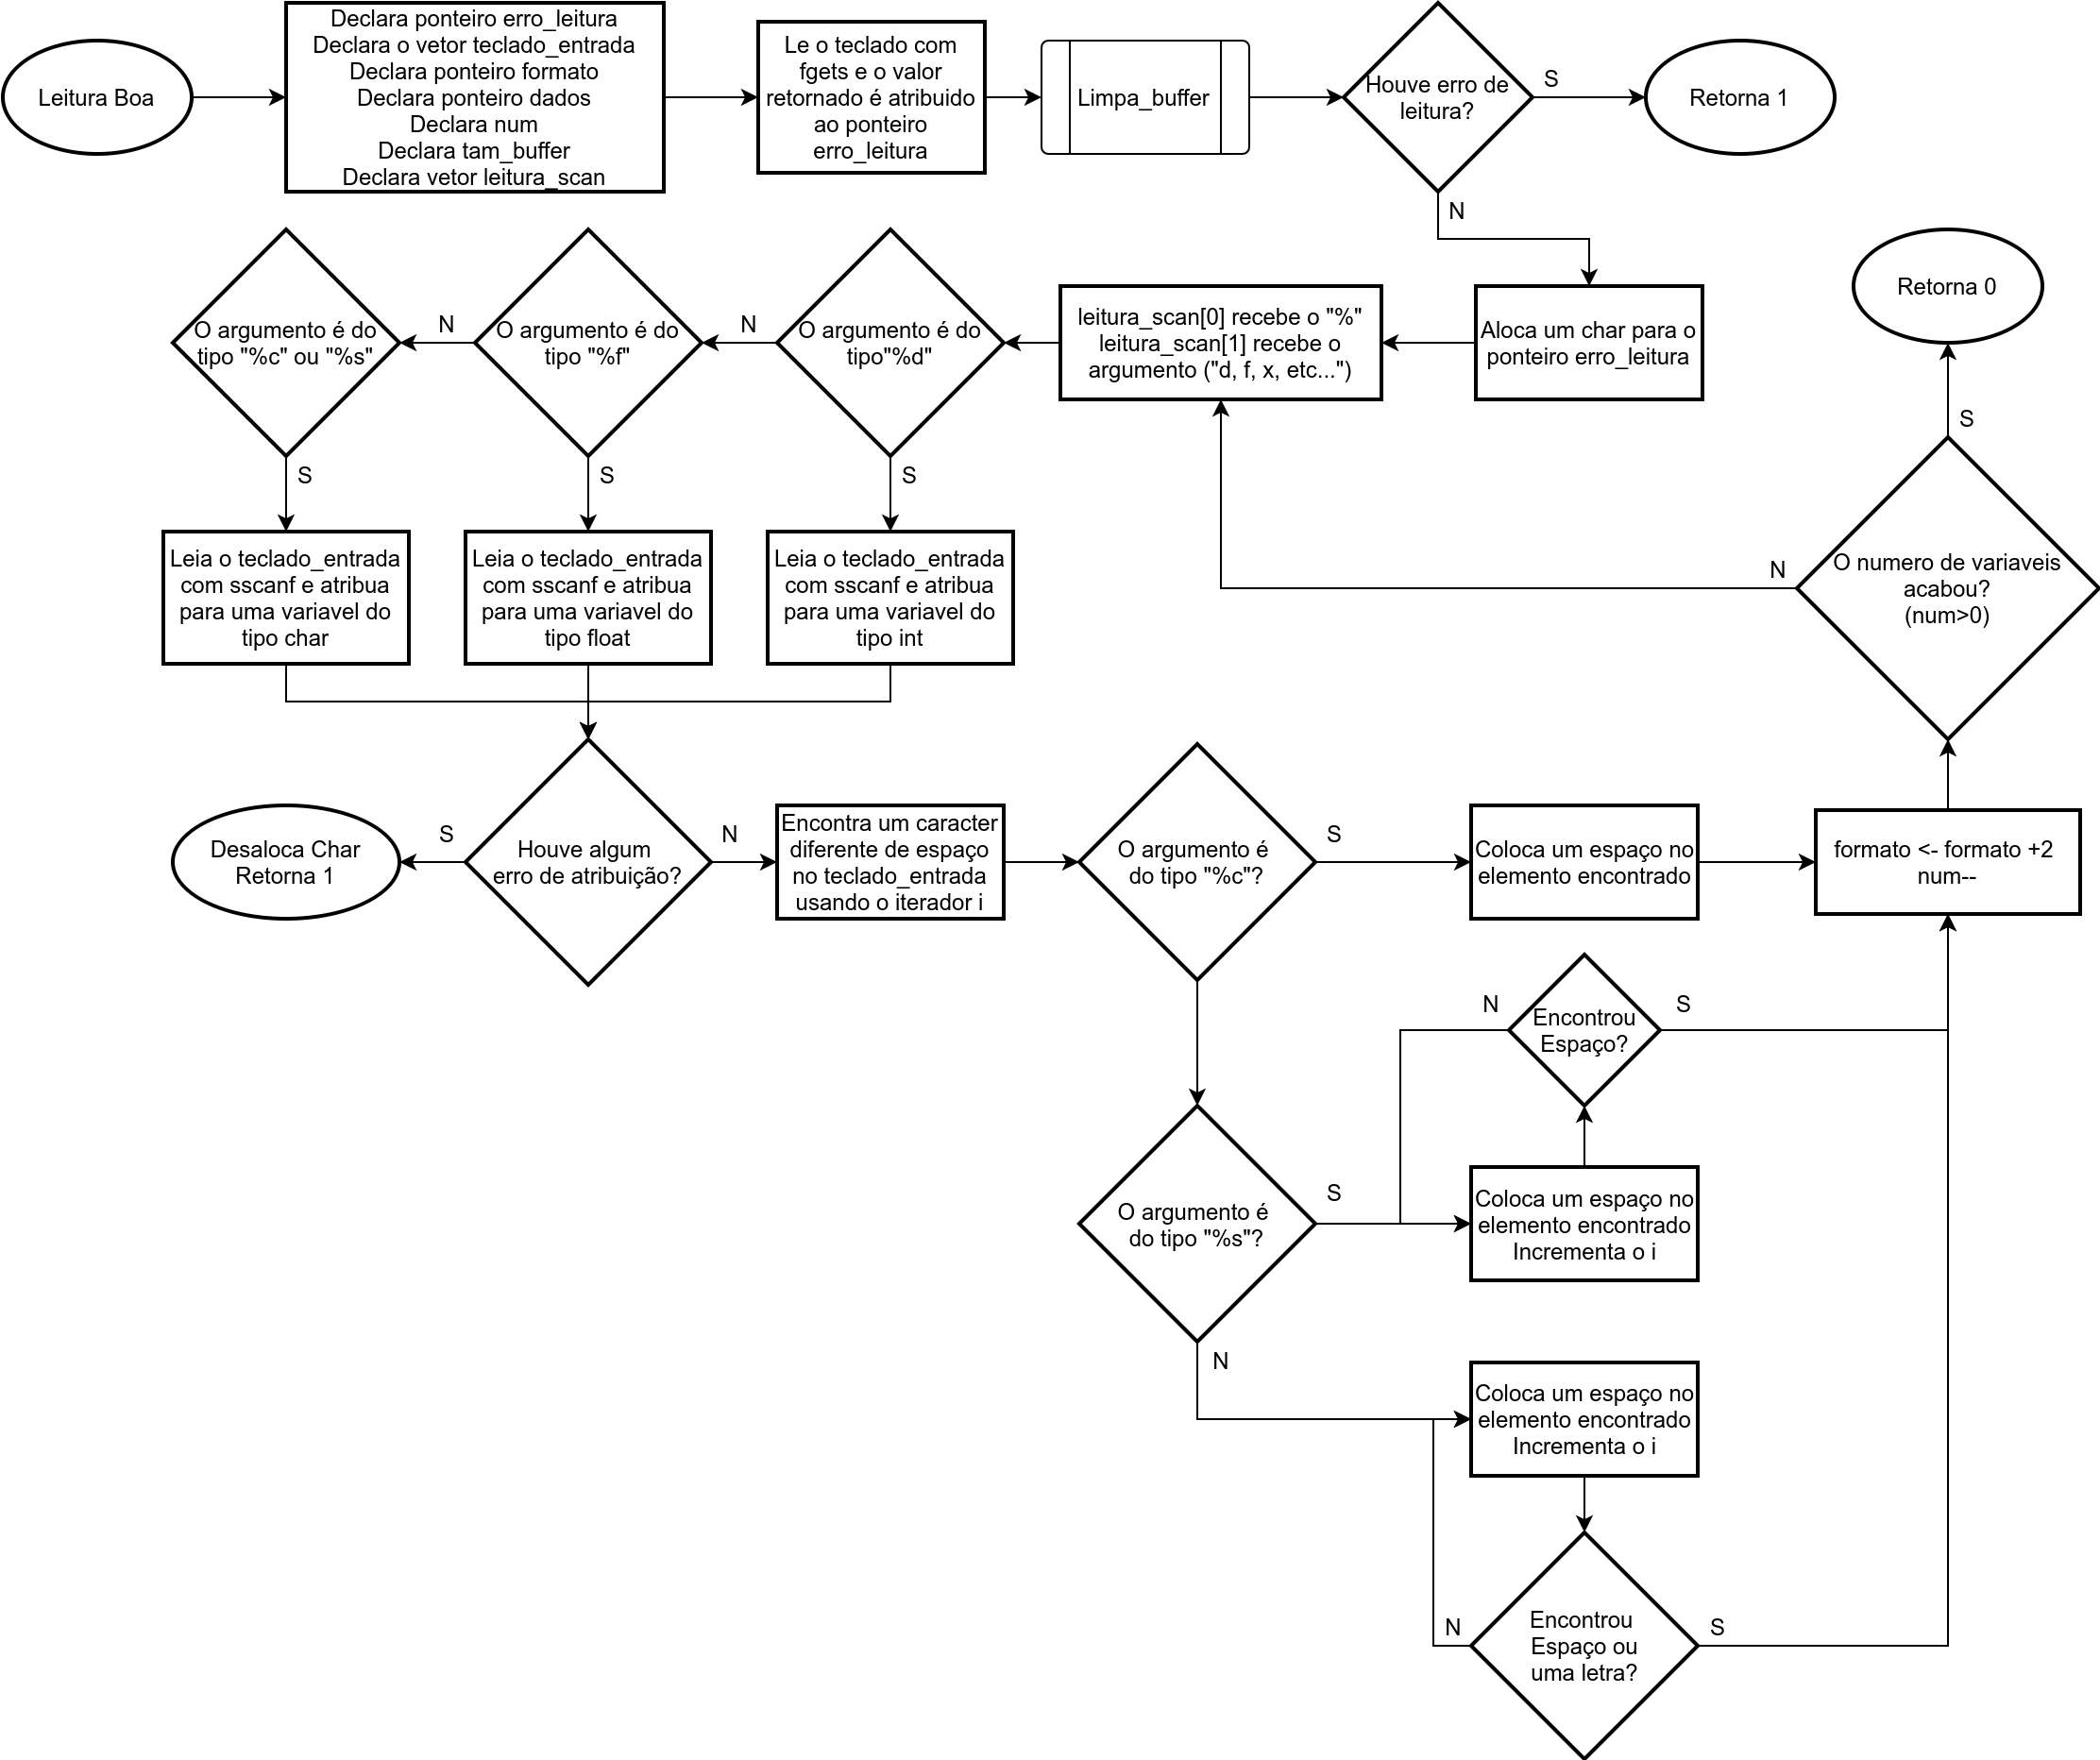 Leitura Boa
Declara ponteiro erro_leitura
Declara o vetor teclado_entrada
Declara ponteiro formato
Declara ponteiro dados
Declara num
Declara tam_buffer
Declara vetor leitura_scan
Le o teclado com
fgets e o valor
retornado é atribuido
ao ponteiro
erro_leitura
Limpa_buffer
Houve erro de
leitura?
S
Retorna 1
N
Aloca um char para o
ponteiro erro_leitura
leitura_scan[0] recebe o "%"
leitura_scan[1] recebe o
argumento ("d, f, x, etc...")
O argumento é do
tipo"%d"
N
O argumento é do
tipo "%f"
N
O argumento é do
tipo "%c" ou "%s"
S
S
S
Leia o teclado_entrada
com sscanf e atribua
para uma variavel do
tipo char
Leia o teclado_entrada
com sscanf e atribua
para uma variavel do
tipo float
Leia o teclado_entrada
com sscanf e atribua
para uma variavel do
tipo int
Houve algum
erro de atribuição?
S
Desaloca Char
Retorna 1
N
Encontra um caracter
diferente de espaço
no teclado_entrada
usando o iterador i
O argumento é
do tipo "%c"?
S
Coloca um espaço no
elemento encontrado
formato <- formato +2
num--
O numero de variaveis
acabou?
(num>0)
N
S
Retorna 0
O argumento é
do tipo "%s"?
S
Coloca um espaço no
elemento encontrado
Incrementa o i
Encontrou
Espaço?
N
S
N
Coloca um espaço no
elemento encontrado
Incrementa o i
Encontrou
Espaço ou
uma letra?
N
S